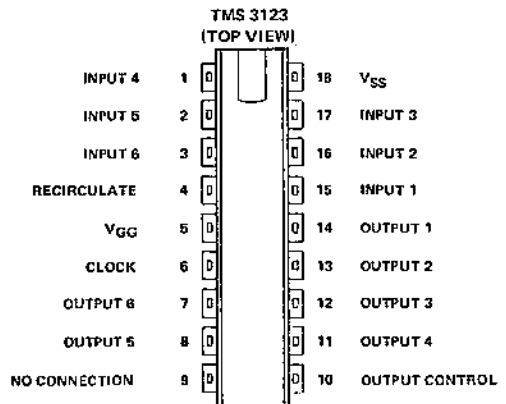 TMS 3123
(TOP VIEW)
INPUT 4 1 18 VSS
INPUT 5 2 17 INPUT 3
INPUT 6 3 16 INPUT 2
RECIRCULATE 4 15 INPUT 1
VGG 5 14 OUTPUT 1
CLOCK 6 13 OUTPUT 2
OUTPUT 6 7 12 OUTPUT 3
OUTPUT 5 8 11 OUTPUT 4
NO CONNECTION 9 10 OUTPUT CONTROL